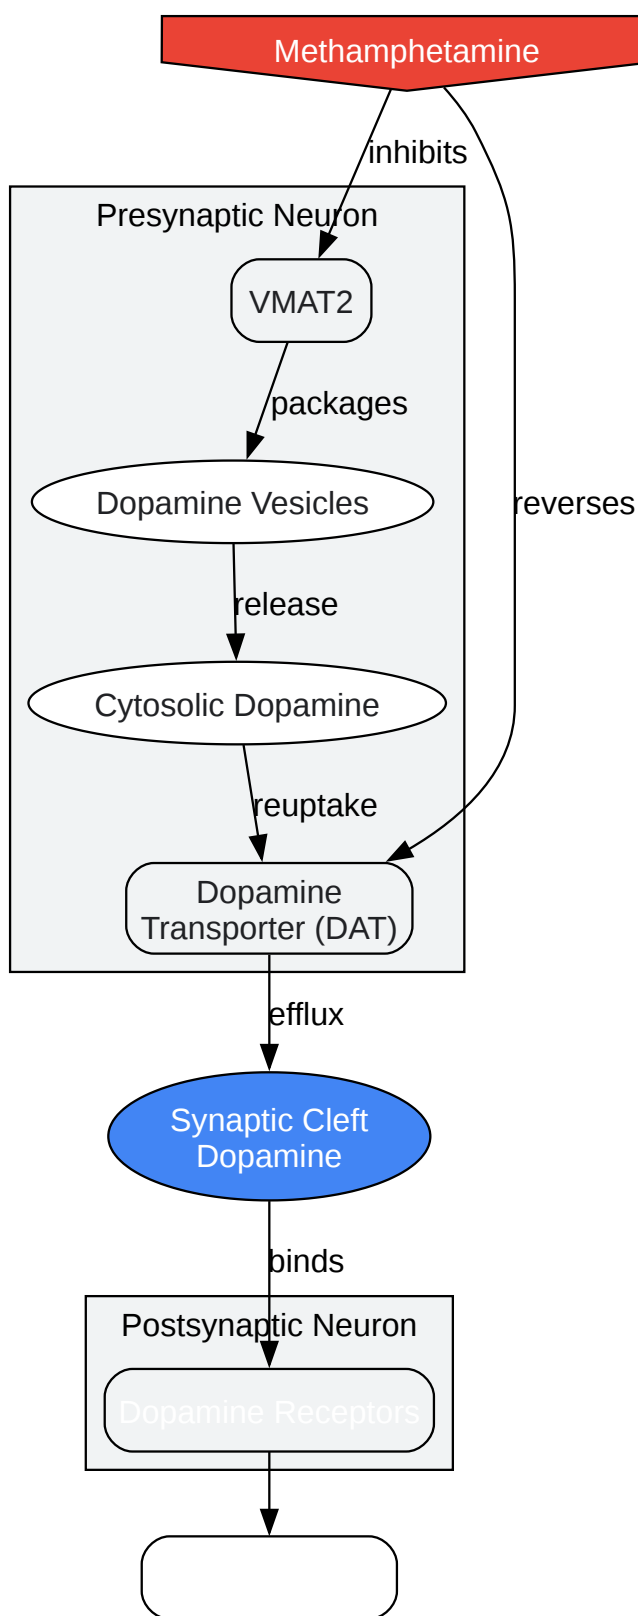 Methamphetamine
inhibits
Presynaptic Neuron
VMAT2
packages
Dopamine Vesicles
reverses
release
Cytosolic Dopamine
reuptake
Dopamine
Transporter (DAT)
efflux
Synaptic Cleft
Dopamine
binds
Postsynaptic Neuron
Dopamine Receptors